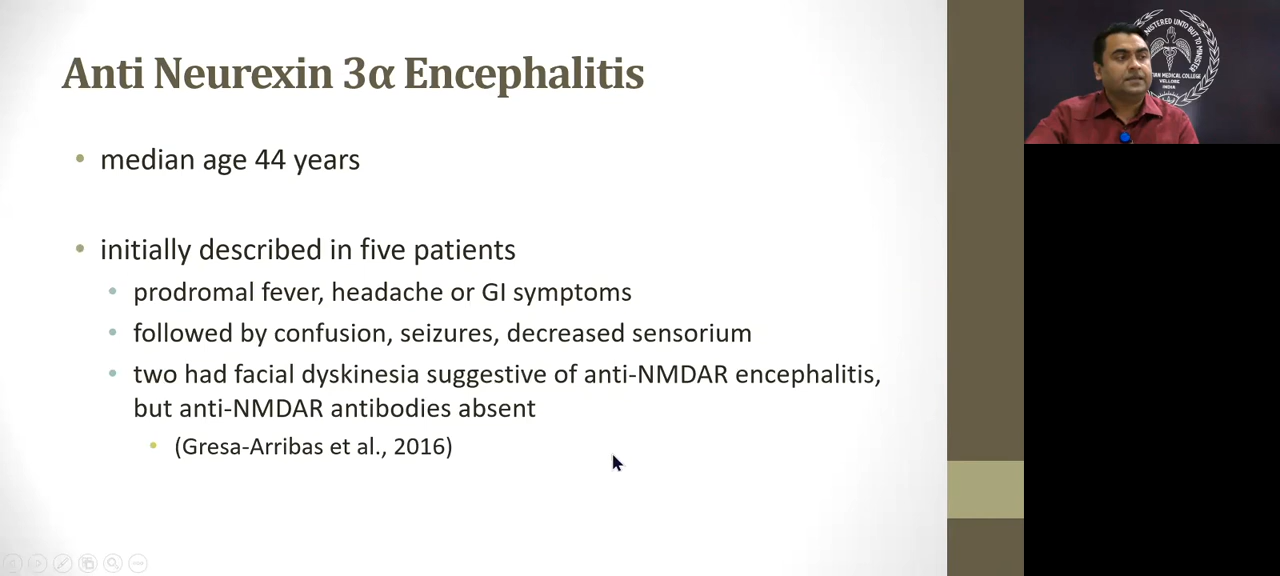 Anti Neurexin 3α Encephalitis
• median age 44 years
• initially described in five patients
• prodromal fever, headache or GI symptoms
• followed by confusion, seizures, decreased sensorium
• two had facial dyskinesia suggestive of anti-NMDAR encephalitis,
but anti-NMDAR antibodies absent
• (Gresa-Arribas et al., 2016)
VELLORE
INDIA